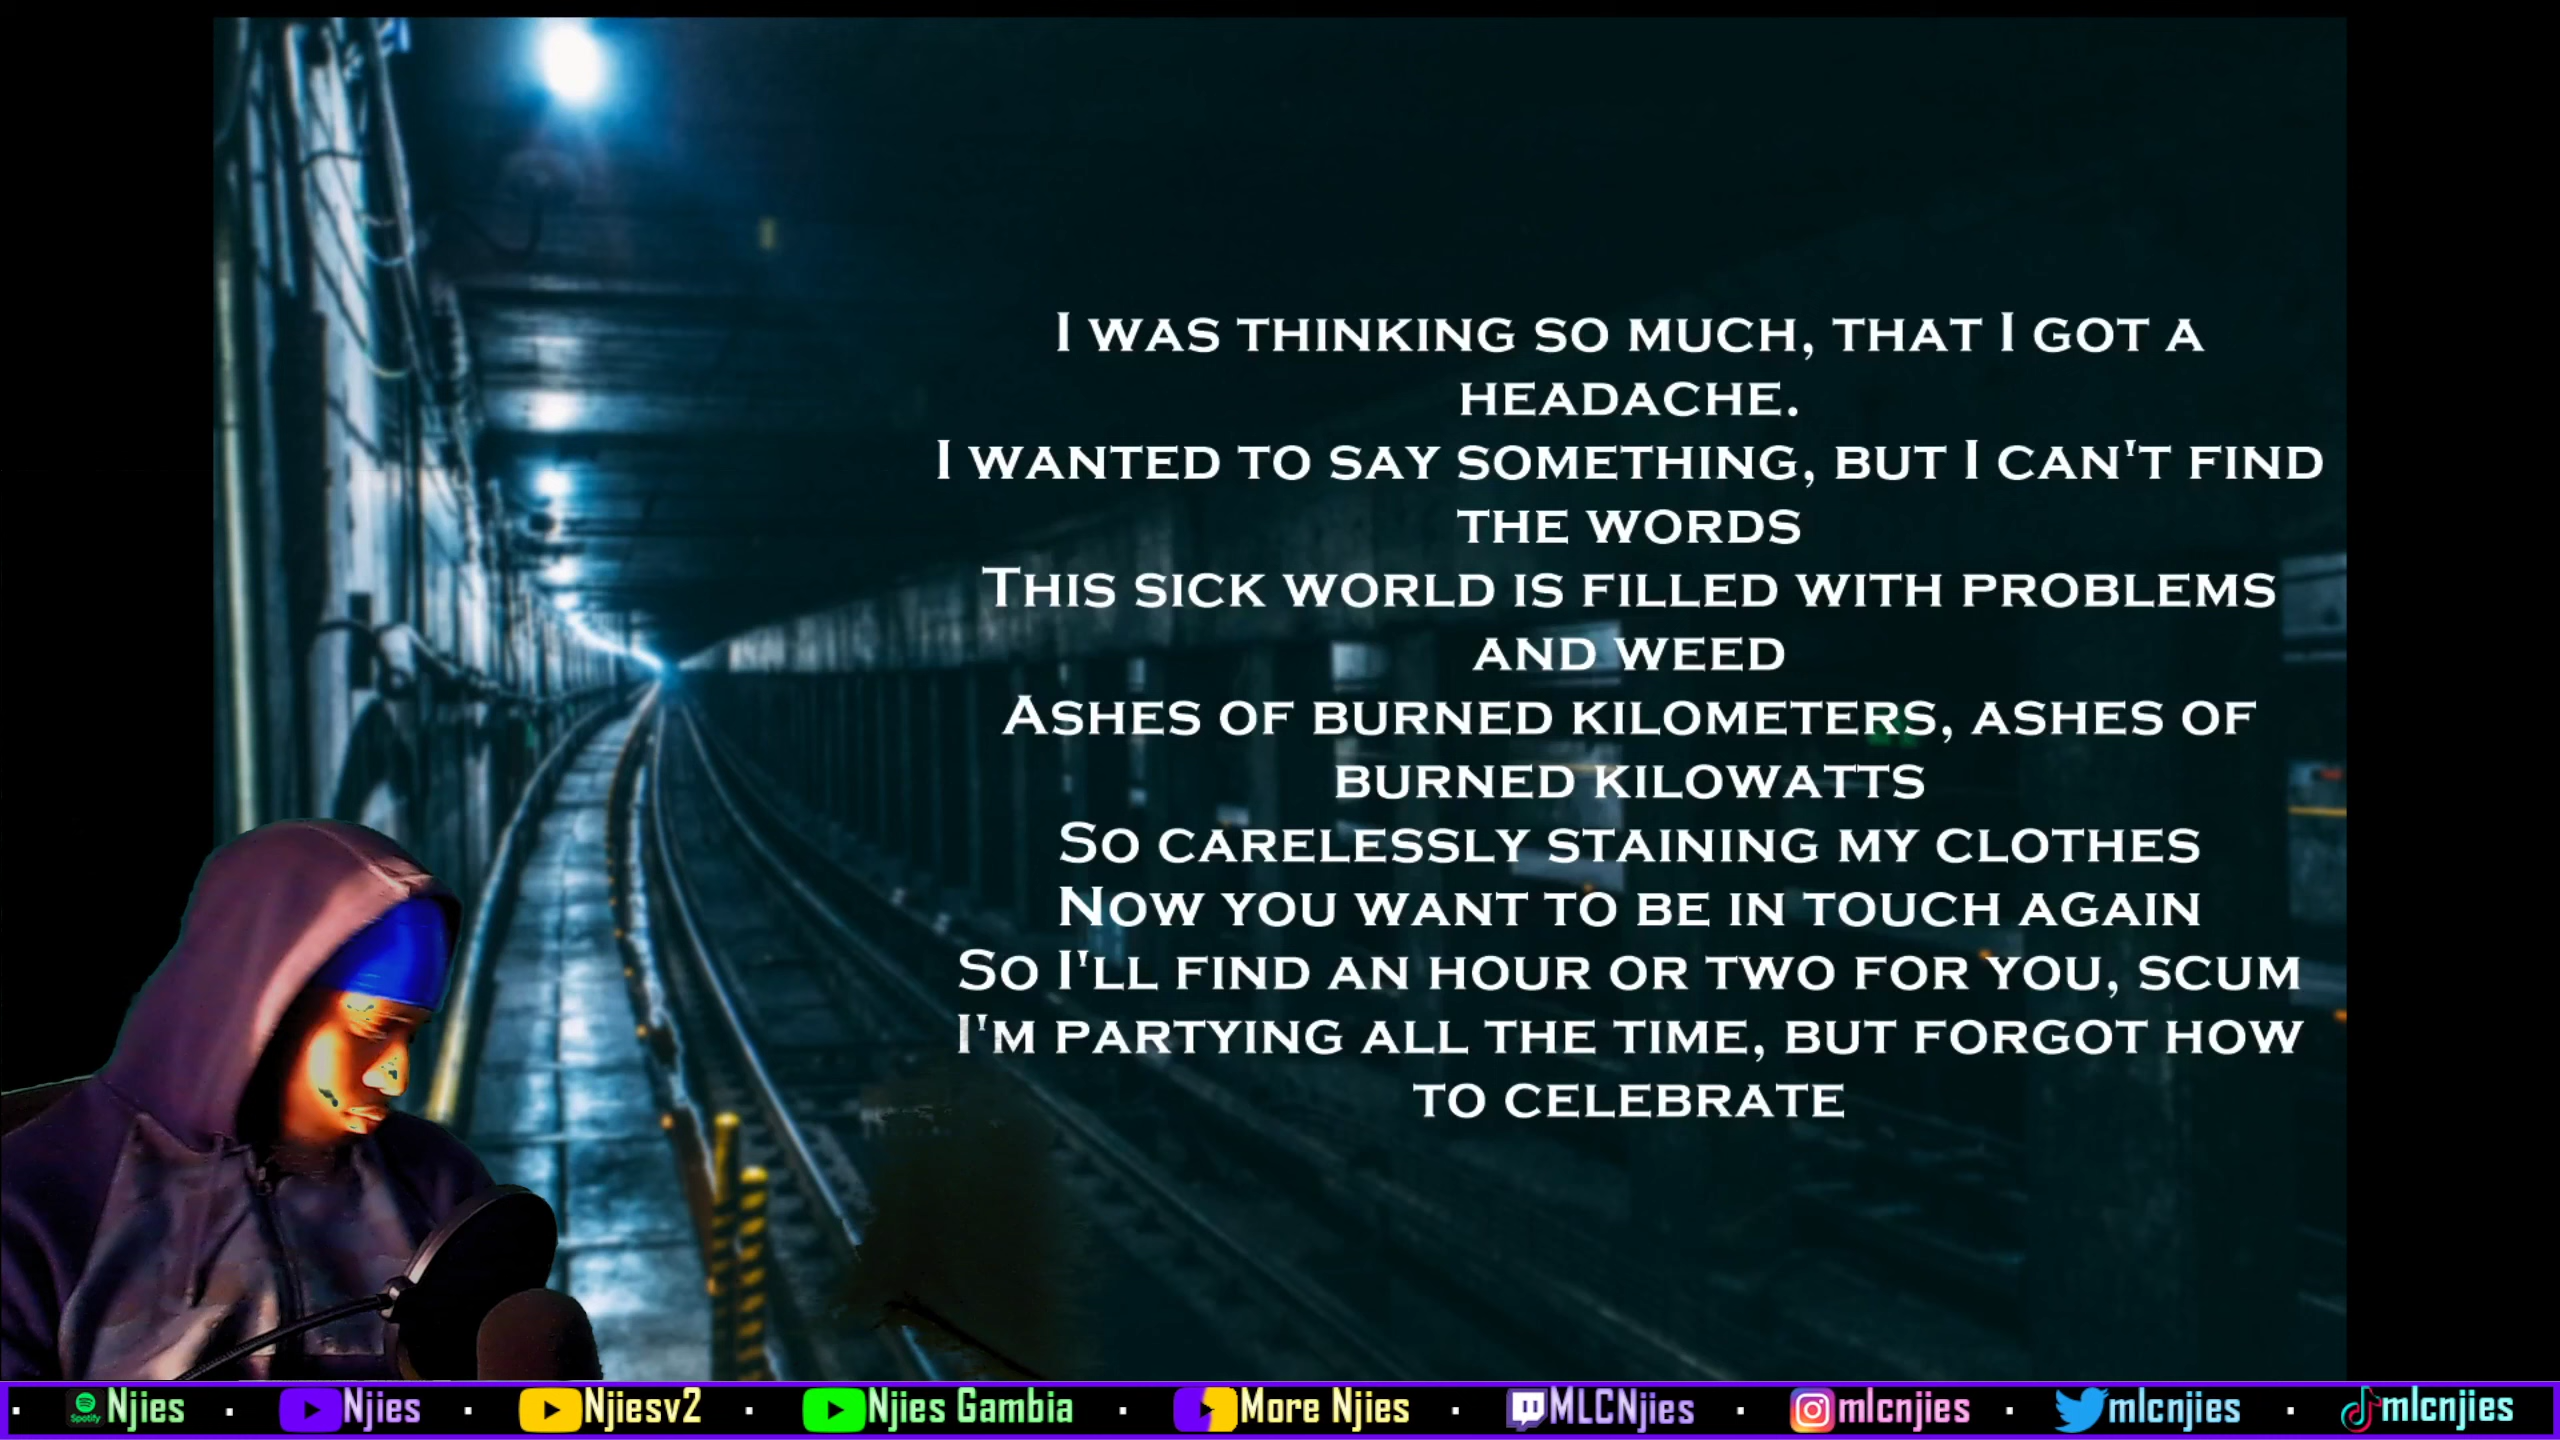 I was thinking so much, that I got a
headache.
I wanted to say something, but I can't find
the words
This sick world is filled with problems
and weed
Ashes of burned kilometers, ashes of
burned kilowatts
So carelessly staining my clothes
Now you want to be in touch again
So I'll find an hour or two for you, scum
I'm partying all the time, but forgot how
to celebrate
Spotify Njies · Njies · Njiesv2 · Njies Gambia · More Njies · MLCNjies · mlcnjies · mlcnjies · mlcnjies